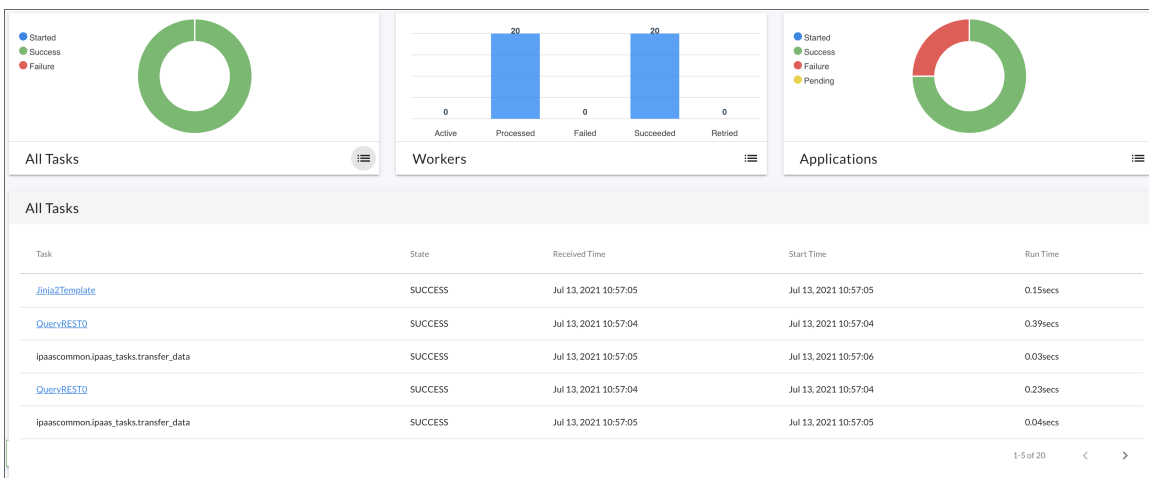 Started
Success
Failure
All Tasks
20 20
0 0 0
Active Processed Failed Succeeded Retried
Workers
Started
Success
Failure
Pending
Applications
All Tasks
Task State Received Time Start Time Run Time
Jinja2Template SUCCESS Jul 13, 2021 10:57:05 Jul 13, 2021 10:57:05 0.15secs
QueryREST0 SUCCESS Jul 13, 2021 10:57:04 Jul 13, 2021 10:57:04 0.39secs
ipaascommon.ipaas_tasks.transfer_data SUCCESS Jul 13, 2021 10:57:05 Jul 13, 2021 10:57:06 0.03secs
QueryREST0 SUCCESS Jul 13, 2021 10:57:04 Jul 13, 2021 10:57:04 0.23secs
ipaascommon.ipaas_tasks.transfer_data SUCCESS Jul 13, 2021 10:57:05 Jul 13, 2021 10:57:05 0.04secs
1-5 of 20